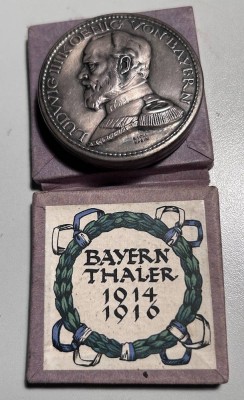 LUDWIG III KOENIG VON BAYERN
BAYERN
THALER
1914
1916